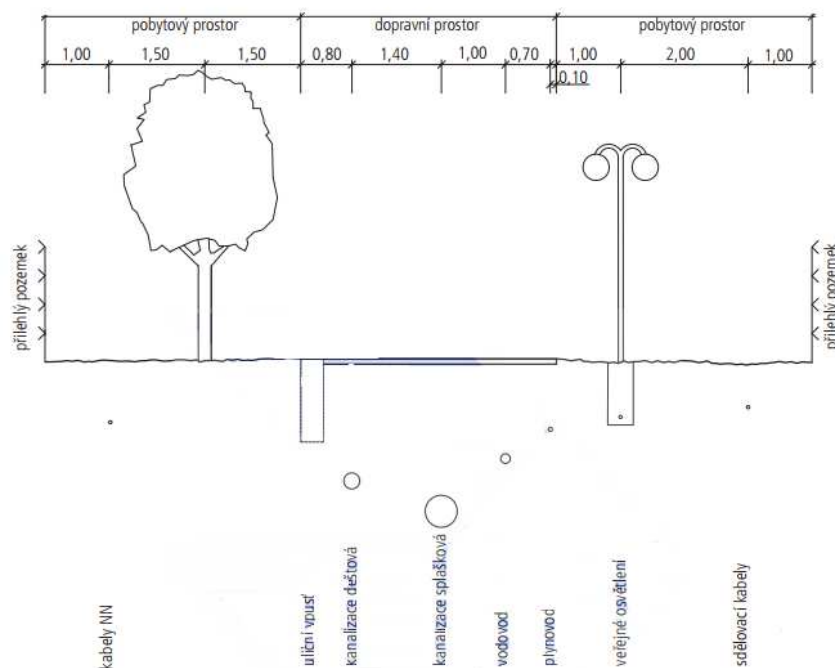 pobytový prostor
dopravní prostor
pobytový prostor
1,00
1,50
1,50
0,80
1,40
1,00
0,70
1,00
2,00
1,00
0,10
přilehlý pozemek
přilehlý pozemek
kabely NN
uliční vpusť
kanalizace deštová
kanalizace splašková
vodovod
plynovod
veřejné osvětlení
sdělovací kabely